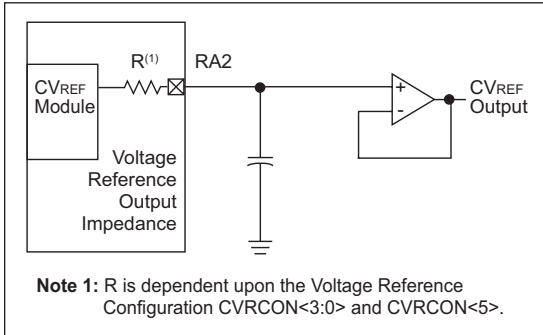 R(1)
RA2
CVREF
Module
+
-
CVREF
Output
Voltage
Reference
Output
Impedance
Note 1: R is dependent upon the Voltage Reference
Configuration CVRCON<3:0> and CVRCON<5>.